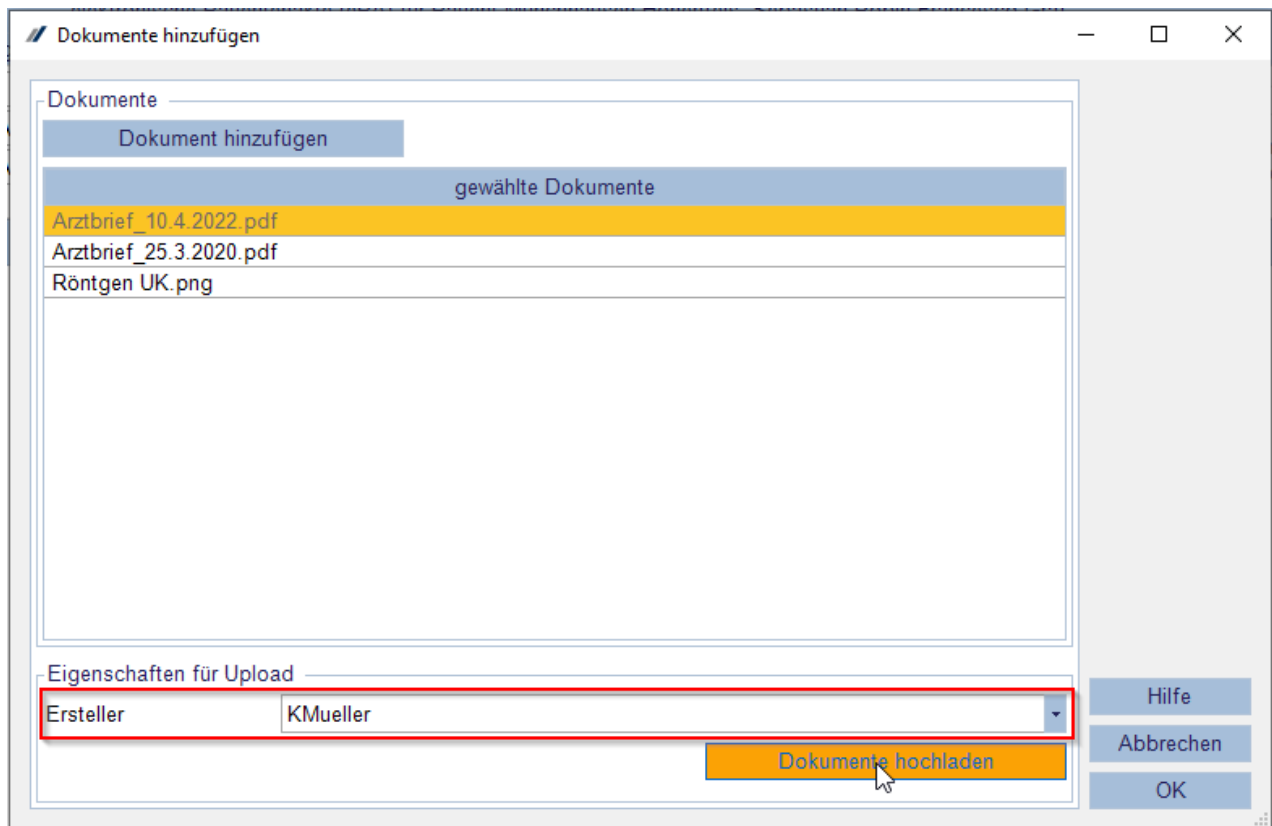 Dokumente hinzufügen
Dokumente
Dokument hinzufügen
gewählte Dokumente
Arztbrief_10.4.2022.pdf
Arztbrief_25.3.2020.pdf
Röntgen UK.png
Eigenschaften für Upload
Ersteller KMueller
Hilfe
Abbrechen
Dokumente hochladen
OK